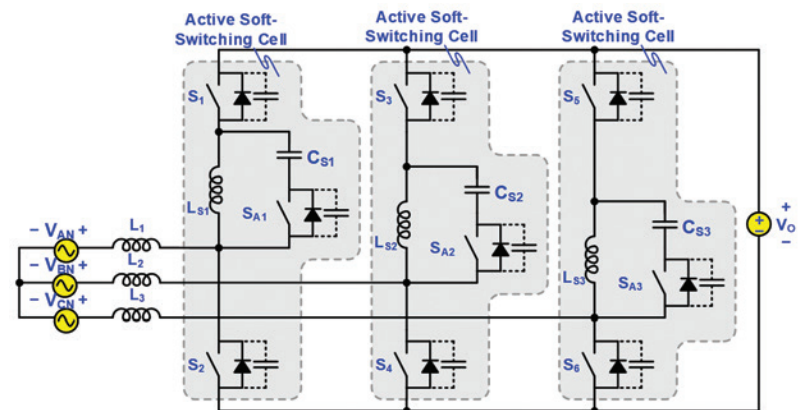 Active Soft-
Switching Cell
Active Soft-
Switching Cell
Active Soft-
Switching Cell
S1
S3
S5
CS1
CS2
CS3
LS1
SA1
LS2
SA2
LS3
SA3
+
VO
−
− VAN +
L1
− VBN +
L2
− VCN +
L3
S2
S4
S6